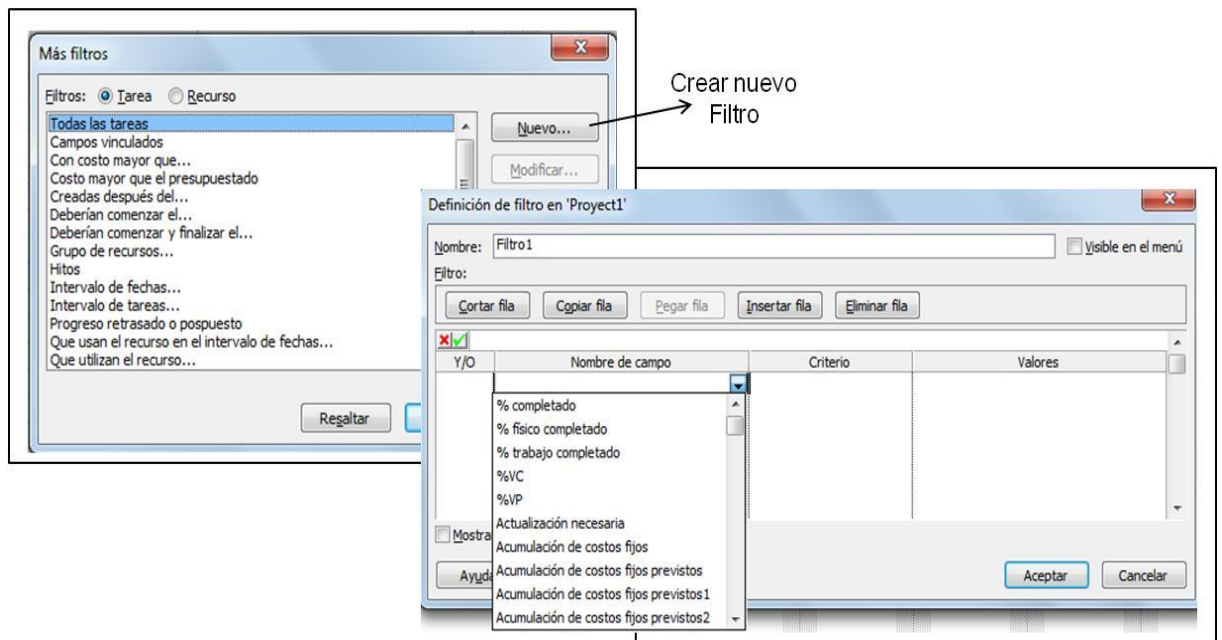 Más filtros
Filtros: Tarea Recurso
Todas las tareas
Campos vinculados
Con costo mayor que...
Costo mayor que el presupuestado
Creadas después del...
Deberían comenzar el...
Deberían comenzar y finalizar el...
Grupo de recursos...
Hitos
Intervalo de fechas...
Intervalo de tareas...
Progreso retrasado o pospuesto
Que usan el recurso en el intervalo de fechas...
Que utilizan el recurso...
Nuevo...
Modificar...
Resaltar
Crear nuevo
Filtro
Definición de filtro en 'Proyect1'
Nombre: Filtro1 Visible en el menú
Filtro:
Cortar fila Copiar fila Pegar fila Insertar fila Eliminar fila
Y/O Nombre de campo Criterio Valores
% completado
% físico completado
% trabajo completado
%VC
%VP
Actualización necesaria
Acumulación de costos fijos
Acumulación de costos fijos previstos
Acumulación de costos fijos previstos1
Acumulación de costos fijos previstos2
Mostra
Ayuda
Aceptar Cancelar